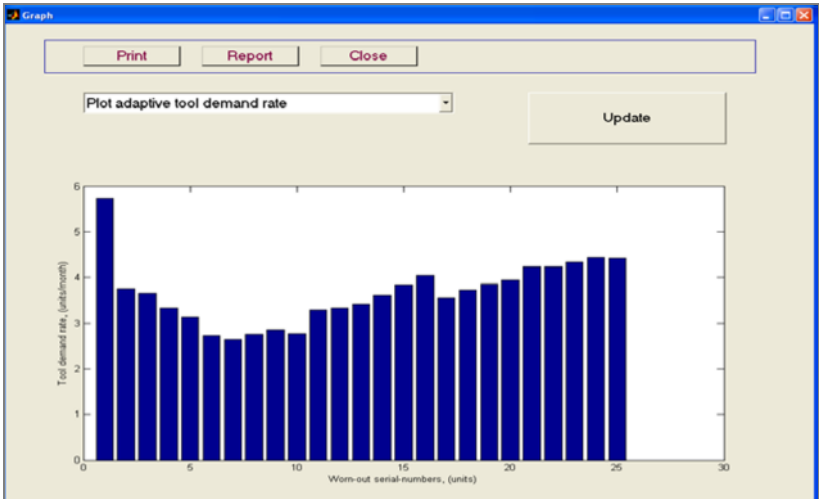 Graph
Print Report Close
Plot adaptive tool demand rate
Update
6
5
4
3
2
1
0
Tool demand rate, (units/month)
0 5 10 15 20 25 30
Worn-out serial-numbers, (units)